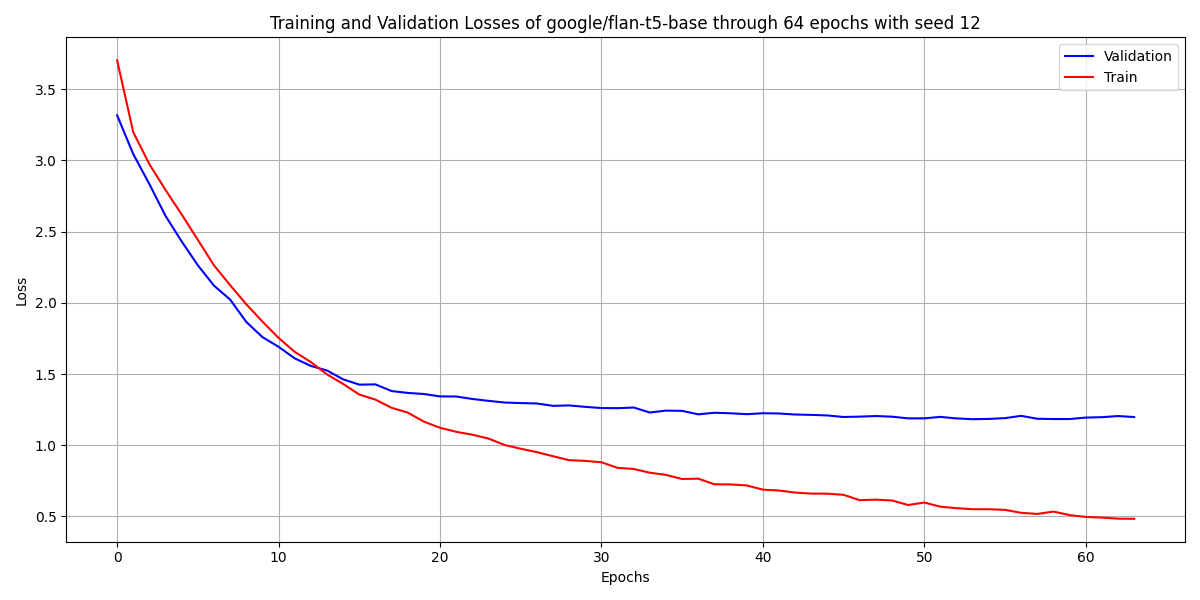 Training and Validation Losses of google/flan-t5-base through 64 epochs with seed 12
Validation
Train
Loss
3.5
3.0
2.5
2.0
1.5
1.0
0.5
0 10 20 30 40 50 60
Epochs